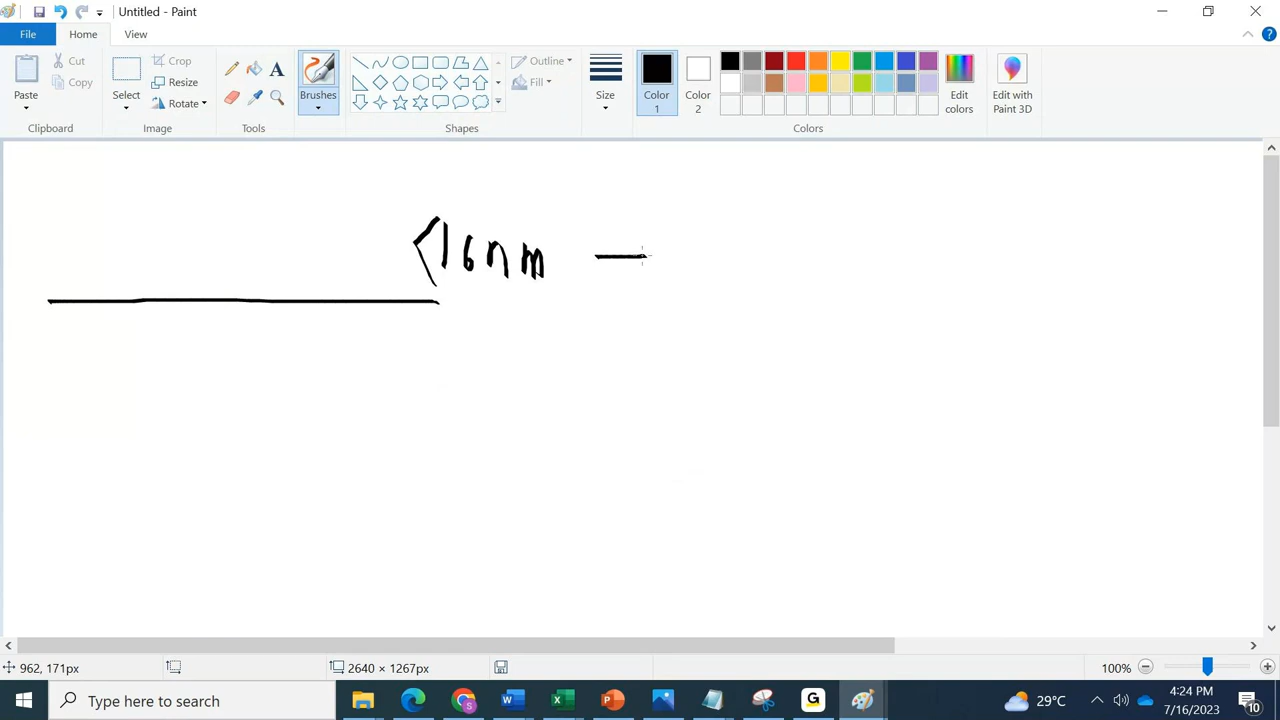 Untitled - Paint
File Home View
Paste
Cut
Copy
Clipboard
Select
Crop
Resize
Rotate
Image
Tools
Brushes
Shapes
Outline
Fill
Size
Color 1
Color 2
Edit colors
Colors
Edit with Paint 3D
<16nm —
962, 171px
2640 × 1267px
100%
Type here to search
29°C
4:24 PM
7/16/2023
10